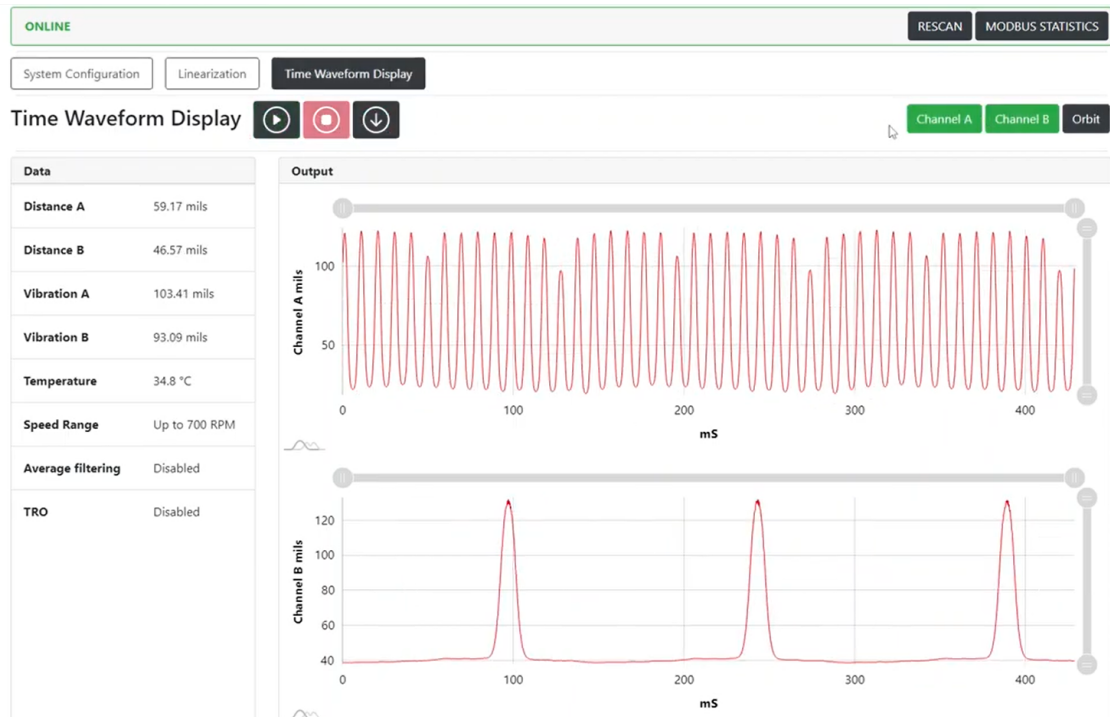 ONLINE
RESCAN
MODBUS STATISTICS
System Configuration
Linearization
Time Waveform Display
Time Waveform Display
Channel A
Channel B
Orbit
Data
Distance A 59.17 mils
Distance B 46.57 mils
Vibration A 103.41 mils
Vibration B 93.09 mils
Temperature 34.8 °C
Speed Range Up to 700 RPM
Average filtering Disabled
TRO Disabled
Output
Channel A mils
100
50
0 100 200 300 400
mS
Channel B mils
120
100
80
60
40
0 100 200 300 400
mS